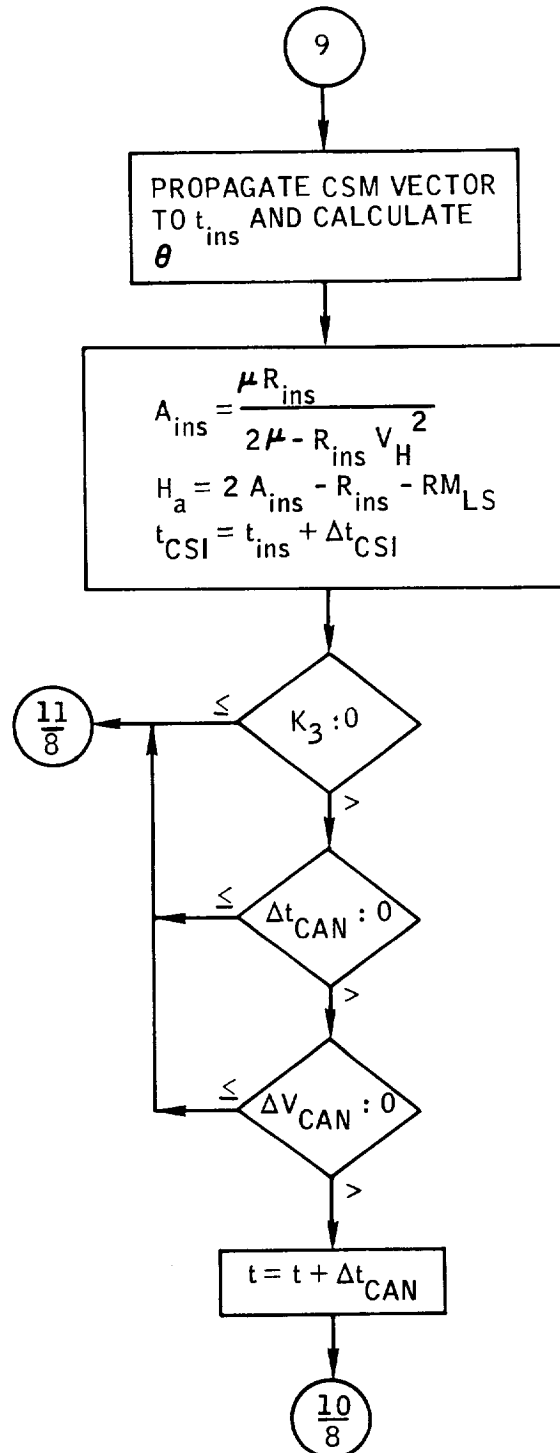 9
PROPAGATE CSM VECTOR
TO t_ins AND CALCULATE
θ
A_ins = μ R_ins / 2μ - R_ins V_H^2
H_a = 2 A_ins - R_ins - RM_LS
t_CSI = t_ins + Δt_CSI
11/8
≤
K_3 : 0
>
≤
Δt_CAN : 0
>
≤
ΔV_CAN : 0
>
t = t + Δt_CAN
10/8